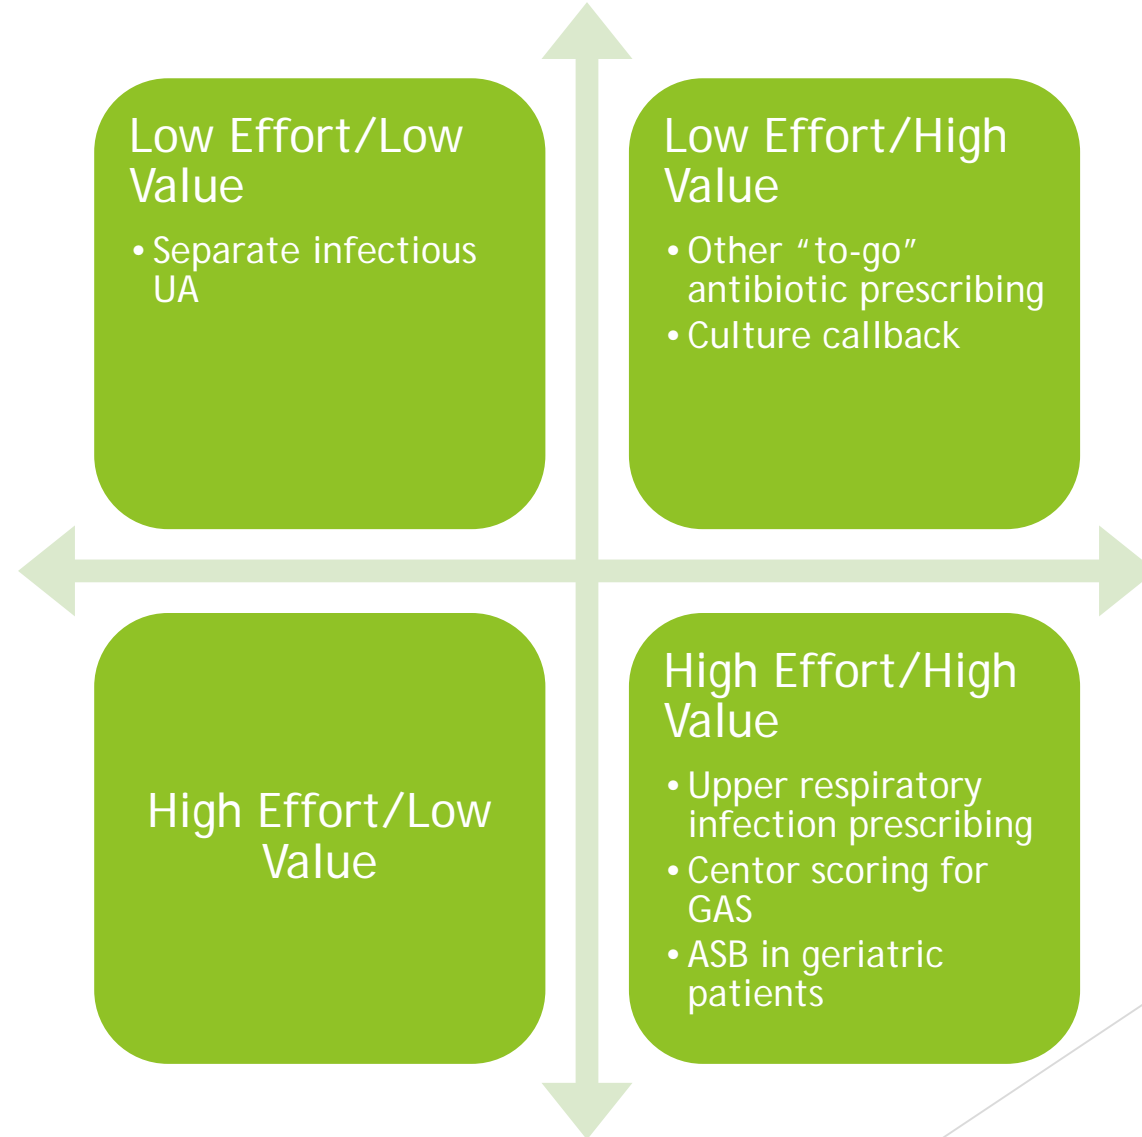 Low Effort/Low
Value
• Separate infectious
UA
Low Effort/High
Value
• Other “to-go”
antibiotic prescribing
• Culture callback
High Effort/Low
Value
High Effort/High
Value
• Upper respiratory
infection prescribing
• Centor scoring for
GAS
• ASB in geriatric
patients